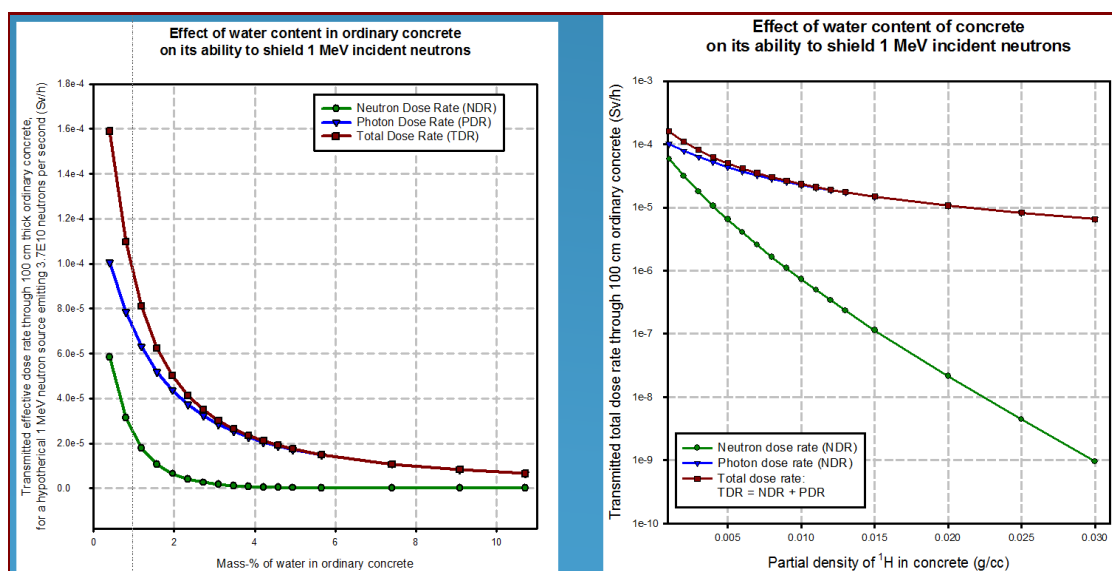 Effect of water content in ordinary concrete
on its ability to shield 1 MeV incident neutrons
Transmitted effective dose rate through 100 cm thick ordinary concrete,
for a hypotherical 1 MeV neutron source emitting 3.7E10 neutrons per second (Sv/h)
1.8e-4
1.6e-4
1.4e-4
1.2e-4
1.0e-4
8.0e-5
6.0e-5
4.0e-5
2.0e-5
0.0
Neutron Dose Rate (NDR)
Photon Dose Rate (PDR)
Total Dose Rate (TDR)
0 2 4 6 8 10
Mass-% of water in ordinary concrete
Effect of water content of concrete
on its ability to shield 1 MeV incident neutrons
Transmitted total dose rate through 100 cm ordinary concrete (Sv/h)
1e-3
1e-4
1e-5
1e-6
1e-7
1e-8
1e-9
1e-10
Neutron dose rate (NDR)
Photon dose rate (NDR)
Total dose rate:
TDR = NDR + PDR
0.005 0.010 0.015 0.020 0.025 0.030
Partial density of ¹H in concrete (g/cc)